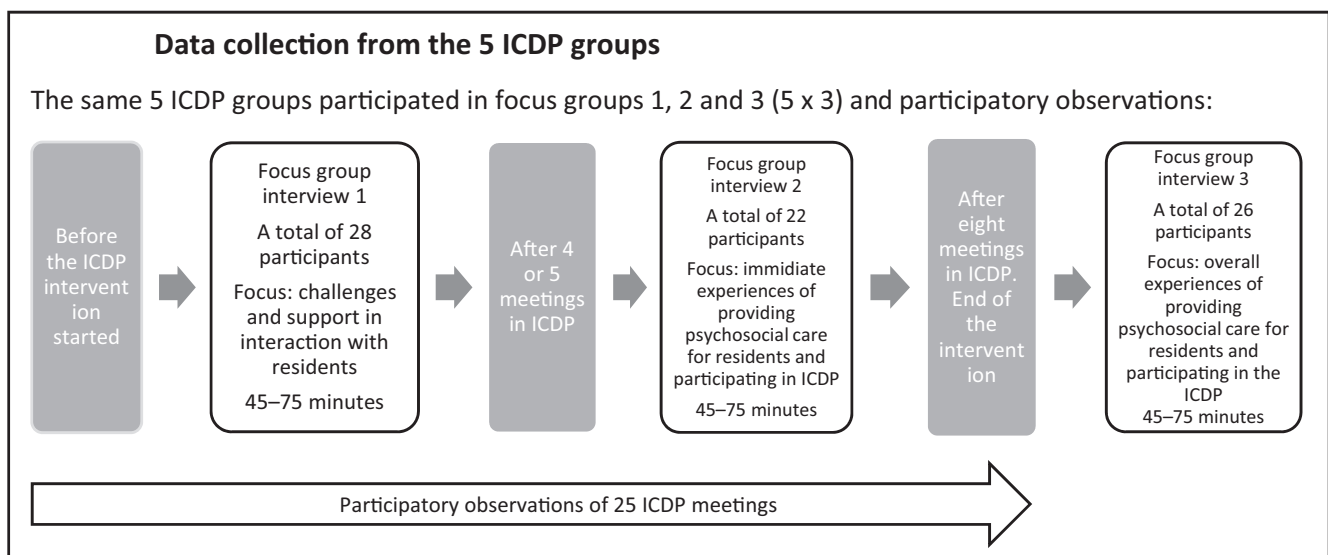 Data collection from the 5 ICDP groups
The same 5 ICDP groups participated in focus groups 1, 2 and 3 (5 x 3) and participatory observations:
Before
the ICDP
intervent
ion
started
Focus group
interview 1
A total of 28
participants
Focus: challenges
and support in
interaction with
residents
45–75 minutes
After 4
or 5
meetings
in ICDP
Focus group
interview 2
A total of 22
participants
Focus: immidiate
experiences of
providing
psychosocial care
for residents and
participating in ICDP
45–75 minutes
After
eight
meetings
in ICDP.
End of
the
intervent
ion
Focus group
interview 3
A total of 26
participants
Focus: overall
experiences of
providing
psychosocial care for
residents and
participating in the
ICDP
45–75 minutes
Participatory observations of 25 ICDP meetings